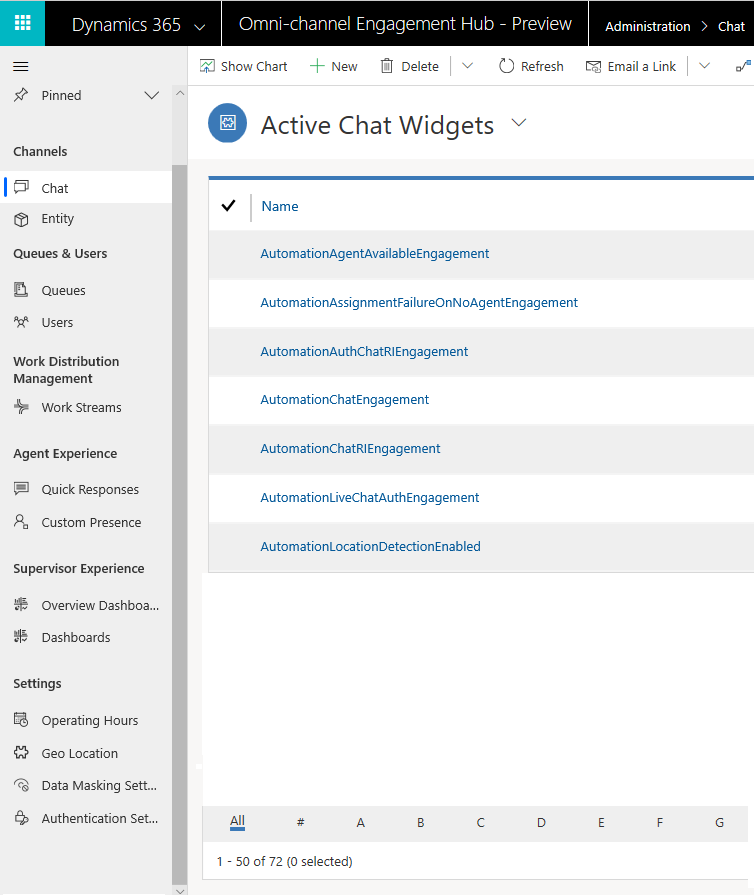 Dynamics 365
Omni-channel Engagement Hub - Preview
Administration > Chat
Show Chart
New
Delete
Refresh
Email a Link
Pinned
Active Chat Widgets
Channels
Chat
Entity
Queues & Users
Queues
Users
Work Distribution
Management
Work Streams
Agent Experience
Quick Responses
Custom Presence
Supervisor Experience
Overview Dashboa...
Dashboards
Settings
Operating Hours
Geo Location
Data Masking Sett...
Authentication Set...
Name
AutomationAgentAvailableEngagement
AutomationAssignmentFailureOnNoAgentEngagement
AutomationAuthChatRIEngagement
AutomationChatEngagement
AutomationChatRIEngagement
AutomationLiveChatAuthEngagement
AutomationLocationDetectionEnabled
All # A B C D E F G
1 - 50 of 72 (0 selected)